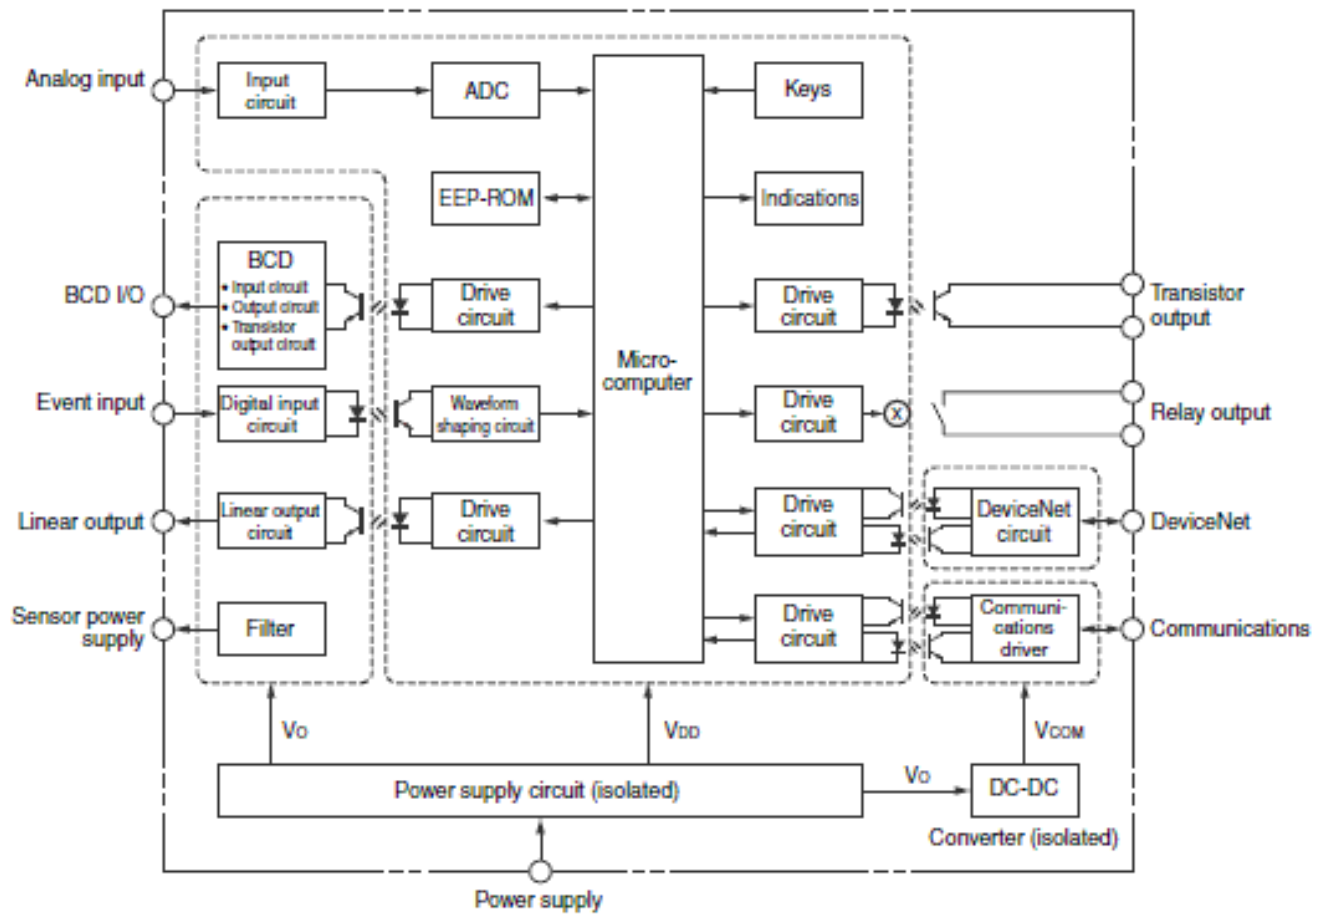 Analog input
Input
circuit
ADC
Keys
EEP-ROM
Indications
BCD I/O
BCD
• Input circuit
• Output circuit
• Transistor
output circuit
Drive
circuit
Micro-
computer
Drive
circuit
Transistor
output
Event input
Digital input
circuit
Waveform
shaping circuit
Drive
circuit
X
Relay output
Linear output
Linear output
circuit
Drive
circuit
Drive
circuit
DeviceNet
circuit
DeviceNet
Sensor power
supply
Filter
Drive
circuit
Communi-
cations
driver
Communications
VO
VDD
VCOM
Power supply circuit (isolated)
VO
DC-DC
Converter (isolated)
Power supply